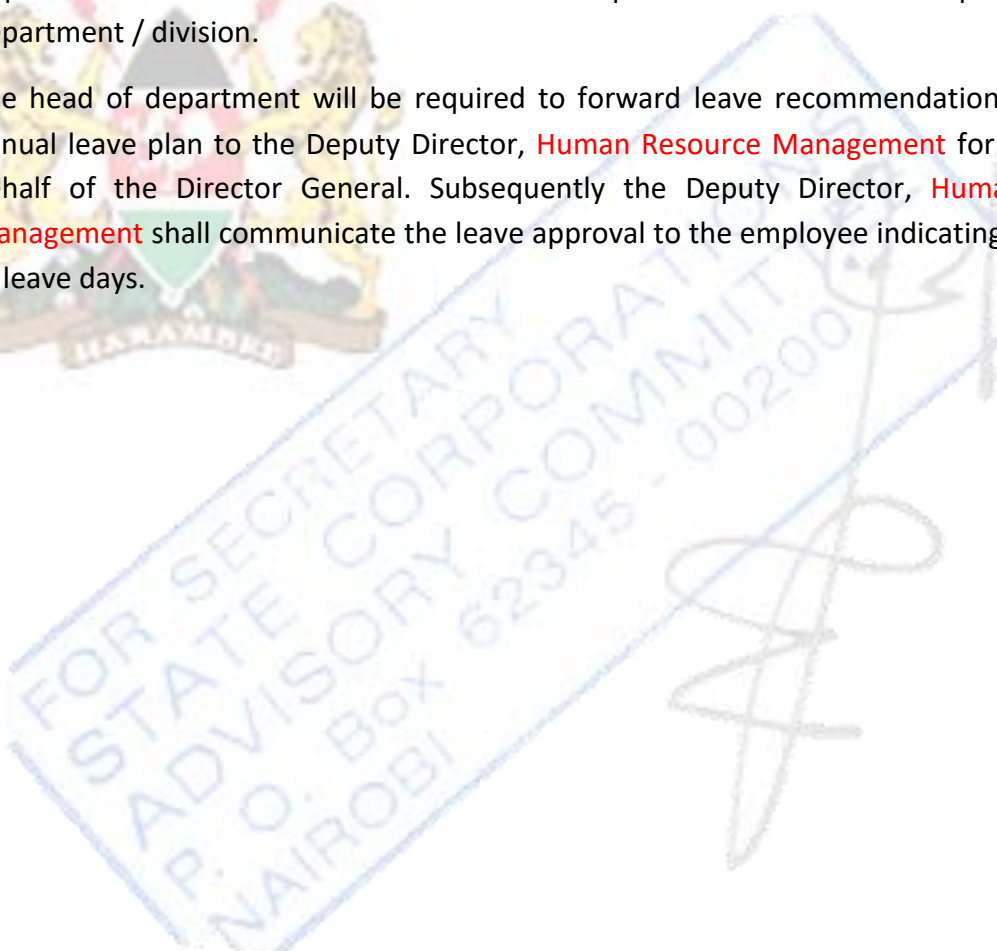 epartment / division.
e head of department will be required to forward leave recommendation
nual leave plan to the Deputy Director, Human Resource Management for
half of the Director General. Subsequently the Deputy Director, Huma
anagement shall communicate the leave approval to the employee indicating
leave days.
HARAMBEE
FOR SECRETARY
STATE CORPORATIONS
ADVISORY COMMITTE
P. O. Box 62345 - 00200
NAIROBI